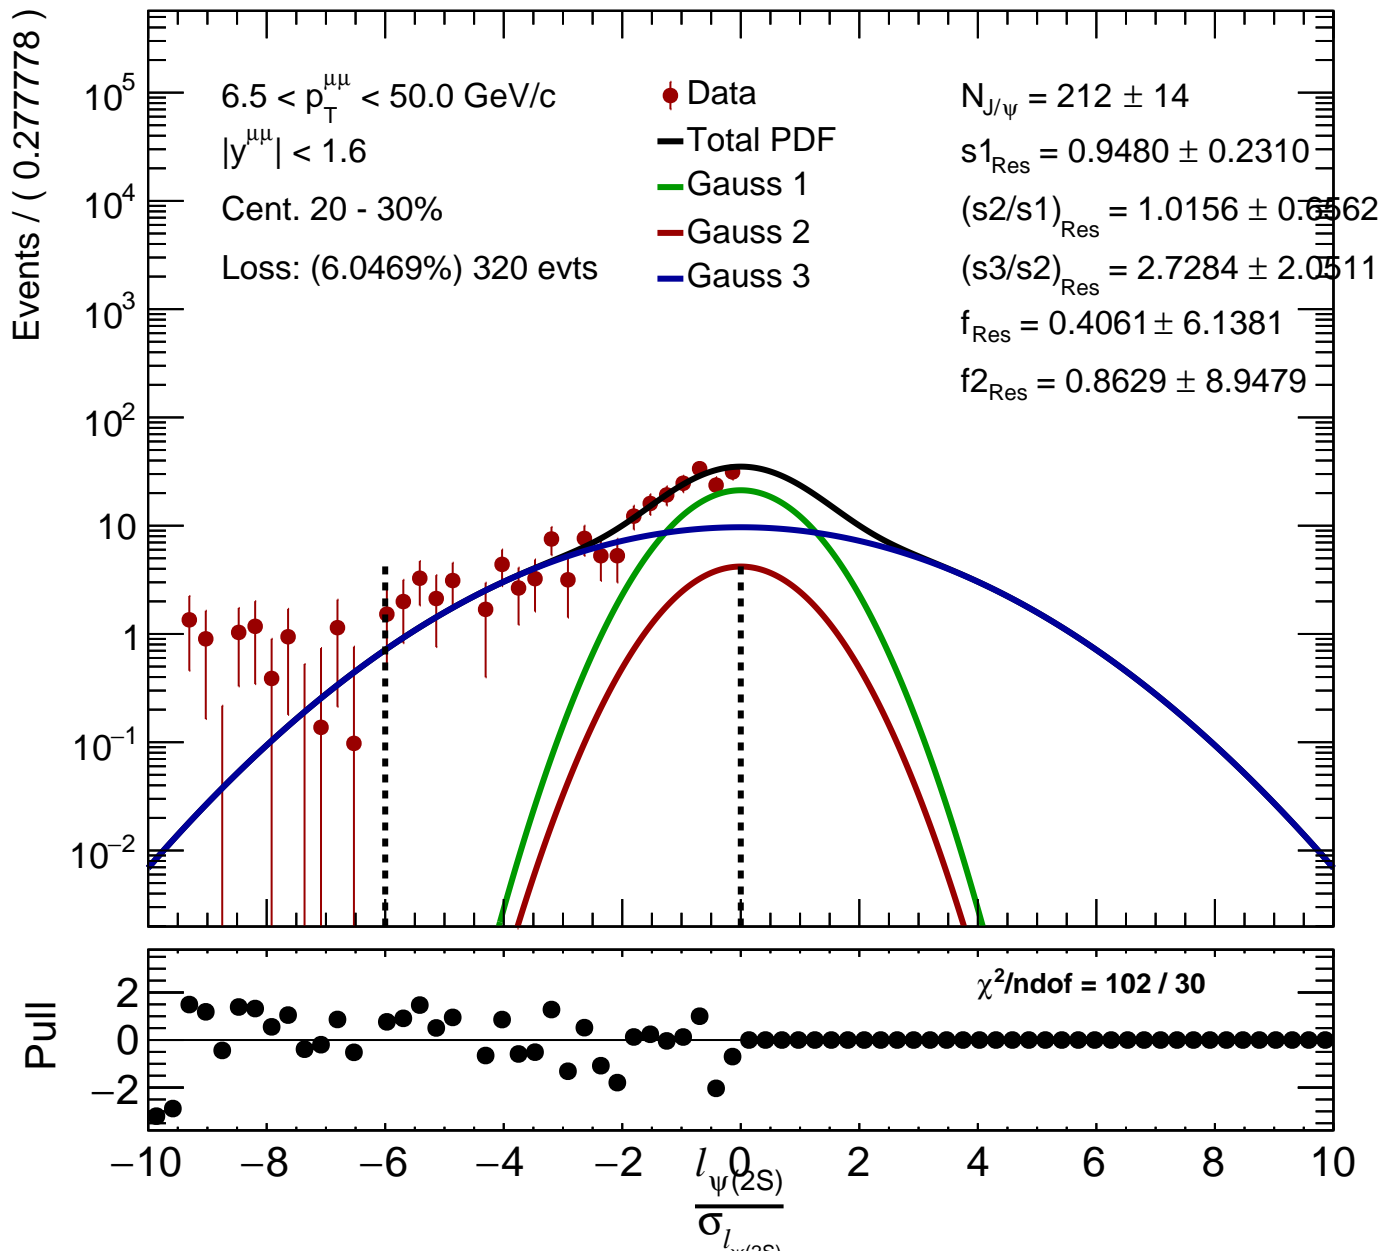 Events / ( 0.2777778 )
10^5
10^4
10^3
10^2
10
1
10^−1
10^−2
6.5 < p_T^μμ < 50.0 GeV/c
|y^μμ| < 1.6
Cent. 20 - 30%
Loss: (6.0469%) 320 evts
Data
Total PDF
Gauss 1
Gauss 2
Gauss 3
N_J/ψ = 212 ± 14
s1_Res = 0.9480 ± 0.2310
(s2/s1)_Res = 1.0156 ± 0.6562
(s3/s2)_Res = 2.7284 ± 2.0511
f_Res = 0.4061 ± 6.1381
f2_Res = 0.8629 ± 8.9479
Pull
2
0
−2
χ²/ndof = 102 / 30
−10 −8 −6 −4 −2 0 2 4 6 8 10
l_ψ(2S)
σ_l_ψ(2S)